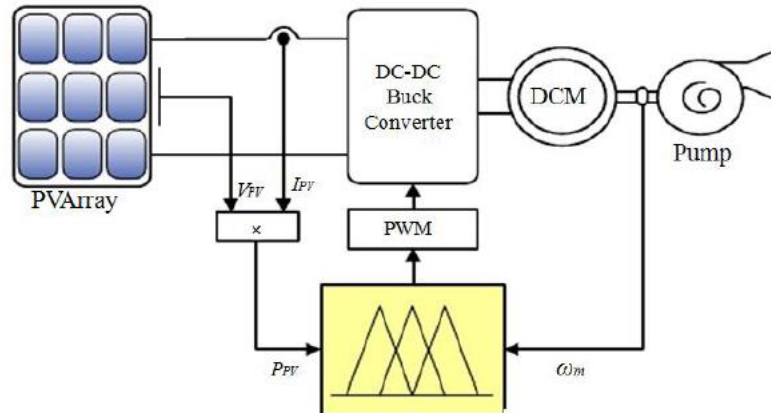 DC-DC
Buck
Converter
DCM
Pump
PVArray
VPV
IPV
×
PWM
PPV
ωm